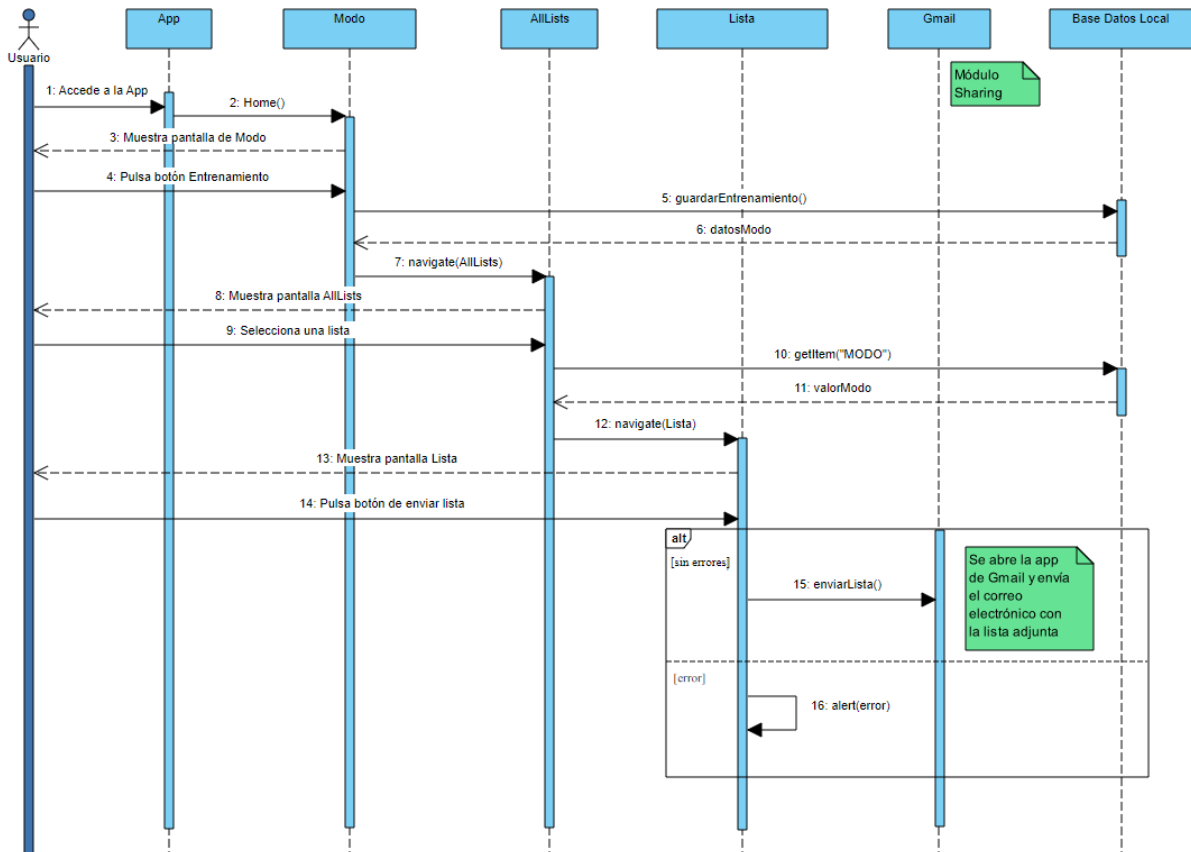 App
Modo
AllLists
Lista
Gmail
Base Datos Local
Usuario
Módulo
Sharing
1: Accede a la App
2: Home()
3: Muestra pantalla de Modo
4: Pulsa botón Entrenamiento
5: guardarEntrenamiento()
6: datosModo
7: navigate(AllLists)
8: Muestra pantalla AllLists
9: Selecciona una lista
10: getItem("MODO")
11: valorModo
12: navigate(Lista)
13: Muestra pantalla Lista
14: Pulsa botón de enviar lista
alt
[sin errores]
Se abre la app
de Gmail y envía
el correo
electrónico con
la lista adjunta
15: enviarLista()
[error]
16: alert(error)